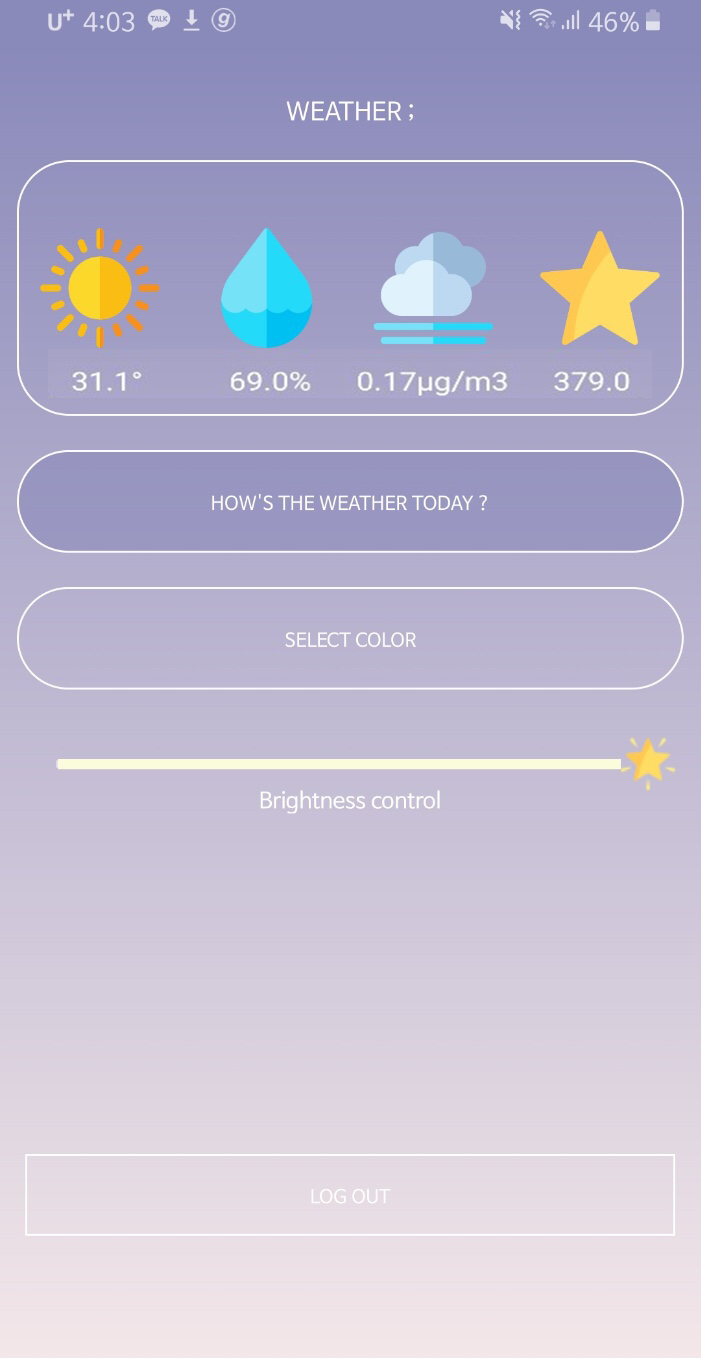 U+ 4:03 TALK g 46%
WEATHER ;
31.1° 69.0% 0.17µg/m3 379.0
HOW'S THE WEATHER TODAY ?
SELECT COLOR
Brightness control
LOG OUT